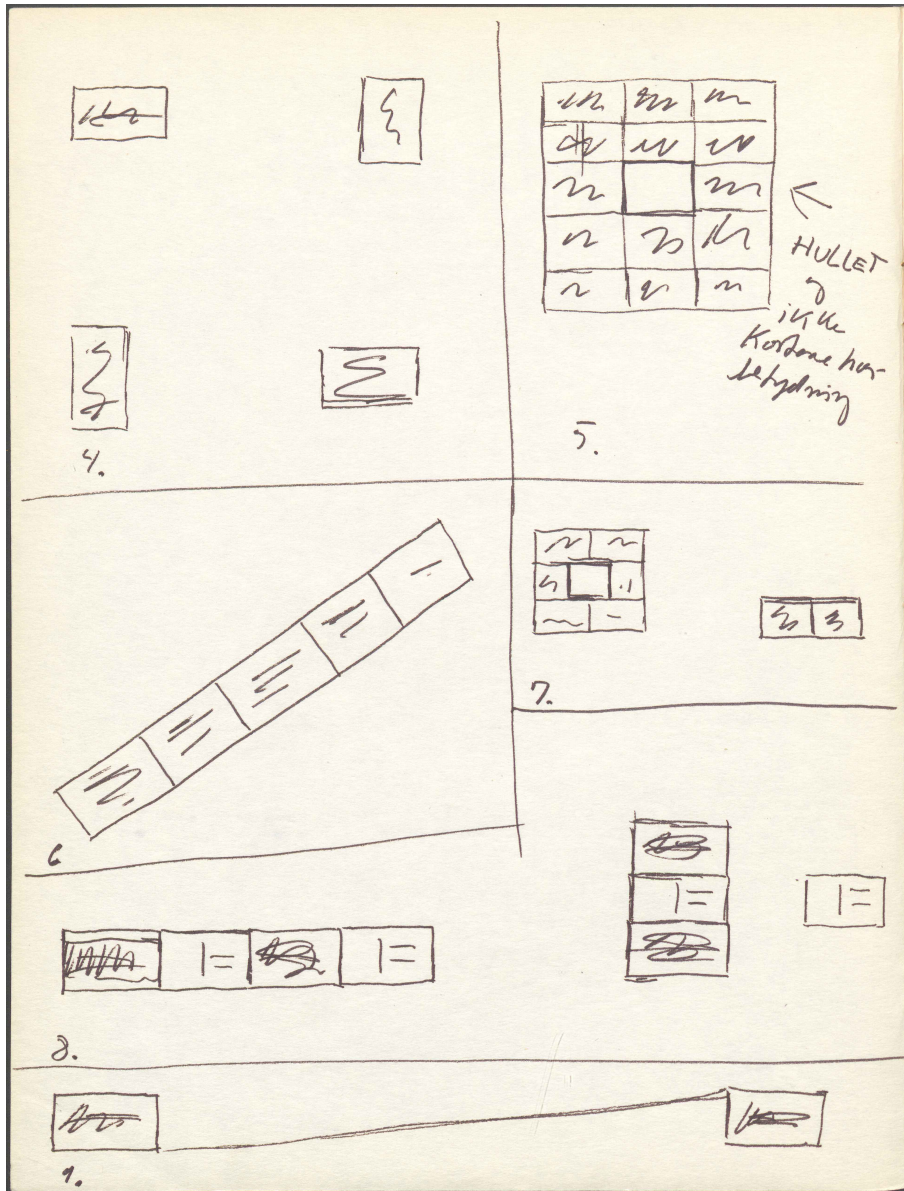 4.
HULLET
og
ikke
Kortene har
betydning
5.
6
7.
8.
9.